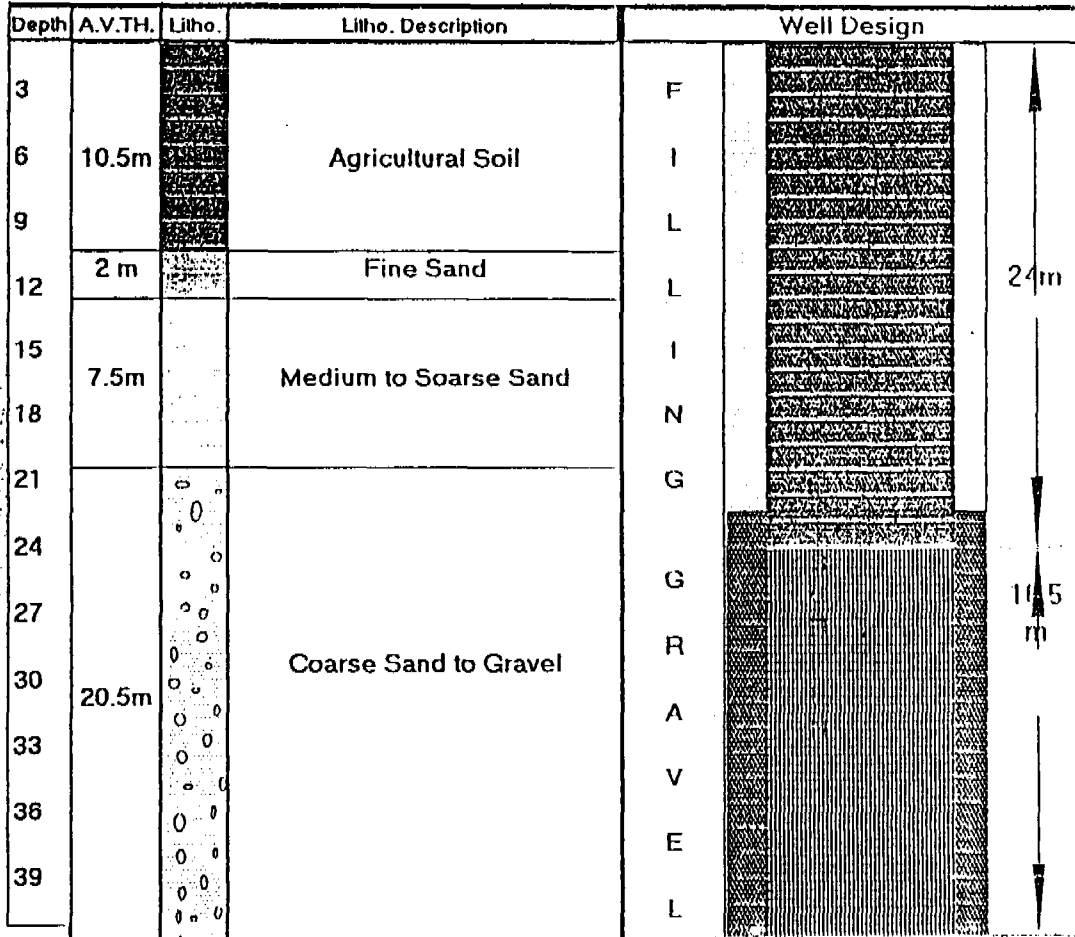 Depth A.V.TH. Litho. Litho. Description Well Design
3
6
9
12
15
18
21
24
27
30
33
36
39
10.5m
2 m
7.5m
20.5m
Agricultural Soil
Fine Sand
Medium to Soarse Sand
Coarse Sand to Gravel
F
I
L
L
I
N
G
G
R
A
V
E
L
24m
m